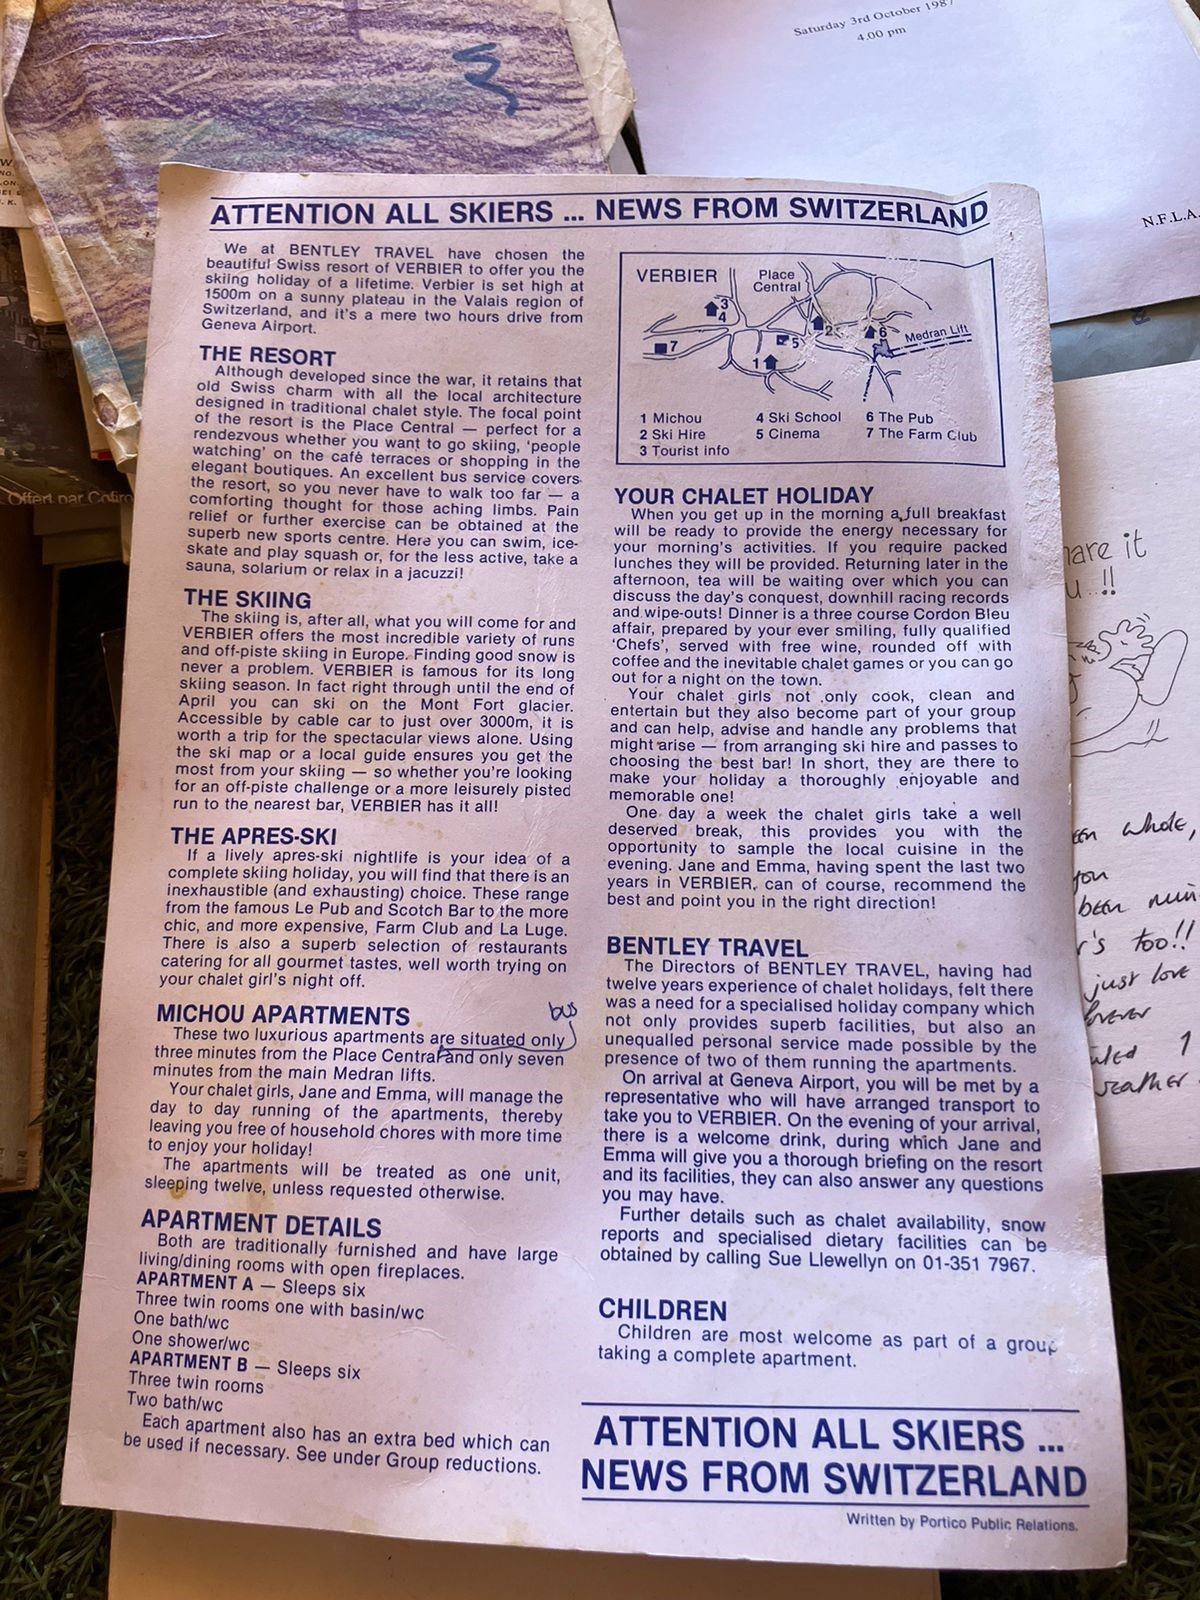 Saturday 3rd October 1987
4.00 pm
N.F.L.A.
Offert par Cofin
ATTENTION ALL SKIERS ... NEWS FROM SWITZERLAND
We at BENTLEY TRAVEL have chosen the
beautiful Swiss resort of VERBIER to offer you the
skiing holiday of a lifetime. Verbier is set high at
1500m on a sunny plateau in the Valais region of
Switzerland, and it's a mere two hours drive from
Geneva Airport.
THE RESORT
Although developed since the war, it retains that
old Swiss charm with all the local architecture
designed in traditional chalet style. The focal point
of the resort is the Place Central — perfect for a
rendezvous whether you want to go skiing, 'people
watching' on the café terraces or shopping in the
elegant boutiques. An excellent bus service covers
the resort, so you never have to walk too far — a
comforting thought for those aching limbs. Pain
relief or further exercise can be obtained at the
superb new sports centre. Here you can swim, ice-
skate and play squash or, for the less active, take a
sauna, solarium or relax in a jacuzzi!
THE SKIING
The skiing is, after all, what you will come for and
VERBIER offers the most incredible variety of runs
and off-piste skiing in Europe. Finding good snow is
never a problem. VERBIER is famous for its long
skiing season. In fact right through until the end of
April you can ski on the Mont Fort glacier.
Accessible by cable car to just over 3000m, it is
worth a trip for the spectacular views alone. Using
the ski map or a local guide ensures you get the
most from your skiing — so whether you're looking
for an off-piste challenge or a more leisurely pisted
run to the nearest bar, VERBIER has it all!
THE APRES-SKI
If a lively apres-ski nightlife is your idea of a
complete skiing holiday, you will find that there is an
inexhaustible (and exhausting) choice. These range
from the famous Le Pub and Scotch Bar to the more
chic, and more expensive, Farm Club and La Luge.
There is also a superb selection of restaurants
catering for all gourmet tastes, well worth trying on
your chalet girl's night off.
MICHOU APARTMENTS
bus
These two luxurious apartments are situated only
three minutes from the Place Central and only seven
minutes from the main Medran lifts.
Your chalet girls, Jane and Emma, will manage the
day to day running of the apartments, thereby
leaving you free of household chores with more time
to enjoy your holiday!
The apartments will be treated as one unit,
sleeping twelve, unless requested otherwise.
APARTMENT DETAILS
Both are traditionally furnished and have large
living/dining rooms with open fireplaces.
APARTMENT A — Sleeps six
Three twin rooms one with basin/wc
One bath/wc
One shower/wc
APARTMENT B — Sleeps six
Three twin rooms
Two bath/wc
Each apartment also has an extra bed which can
be used if necessary. See under Group reductions.
VERBIER
Place
Central
3
4
7
2
5
1
6
Medran Lift
1 Michou 4 Ski School 6 The Pub
2 Ski Hire 5 Cinema 7 The Farm Club
3 Tourist info
YOUR CHALET HOLIDAY
When you get up in the morning a full breakfast
will be ready to provide the energy necessary for
your morning's activities. If you require packed
lunches they will be provided. Returning later in the
afternoon, tea will be waiting over which you can
discuss the day's conquest, downhill racing records
and wipe-outs! Dinner is a three course Cordon Bleu
affair, prepared by your ever smiling, fully qualified
'Chefs', served with free wine, rounded off with
coffee and the inevitable chalet games or you can go
out for a night on the town.
Your chalet girls not only cook, clean and
entertain but they also become part of your group
and can help, advise and handle any problems that
might arise — from arranging ski hire and passes to
choosing the best bar! In short, they are there to
make your holiday a thoroughly enjoyable and
memorable one!
One day a week the chalet girls take a well
deserved break, this provides you with the
opportunity to sample the local cuisine in the
evening. Jane and Emma, having spent the last two
years in VERBIER, can of course, recommend the
best and point you in the right direction!
BENTLEY TRAVEL
The Directors of BENTLEY TRAVEL, having had
twelve years experience of chalet holidays, felt there
was a need for a specialised holiday company which
not only provides superb facilities, but also an
unequalled personal service made possible by the
presence of two of them running the apartments.
On arrival at Geneva Airport, you will be met by a
representative who will have arranged transport to
take you to VERBIER. On the evening of your arrival,
there is a welcome drink, during which Jane and
Emma will give you a thorough briefing on the resort
and its facilities, they can also answer any questions
you may have.
Further details such as chalet availability, snow
reports and specialised dietary facilities can be
obtained by calling Sue Llewellyn on 01-351 7967.
CHILDREN
Children are most welcome as part of a group
taking a complete apartment.
ATTENTION ALL SKIERS ...
NEWS FROM SWITZERLAND
Written by Portico Public Relations.
hare it
u..!!
whole,
you
been
's too!!
just love